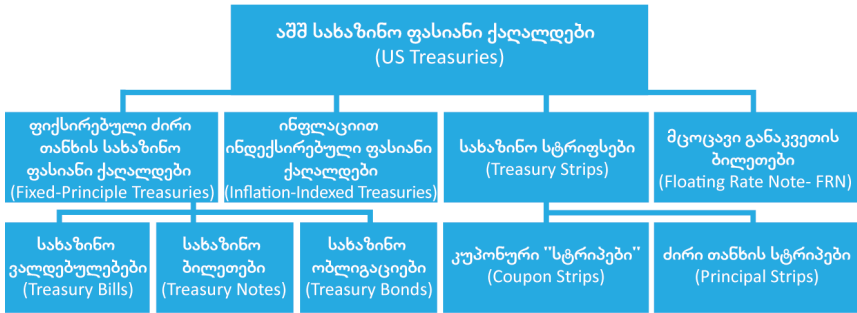 აშშ სახაზინო ფასიანი ქაღალდები
(US Treasuries)
ფიქსირებული ძირი
თანხის სახაზინო
ფასიანი ქაღალდები
(Fixed-Principle Treasuries)
ინფლაციით
ინდექსირებული ფასიანი
ქაღალდები
(Inflation-Indexed Treasuries)
სახაზინო სტრიფსები
(Treasury Strips)
მცოცავი განაკვეთის
ბილეთები
(Floating Rate Note- FRN)
სახაზინო
ვალდებულებები
(Treasury Bills)
სახაზინო
ბილეთები
(Treasury Notes)
სახაზინო
ობლიგაციები
(Treasury Bonds)
კუპონური "სტრიპები"
(Coupon Strips)
ძირი თანხის სტრიპები
(Principal Strips)